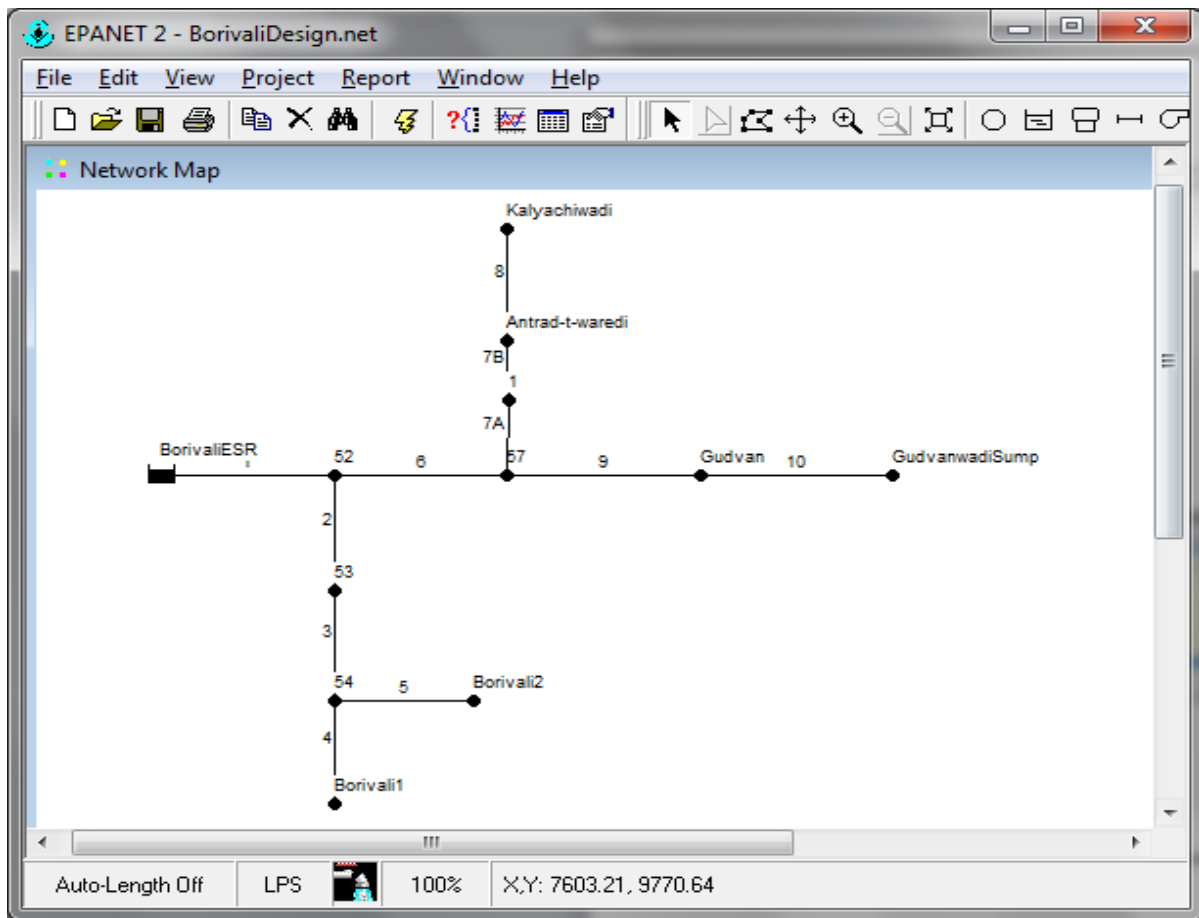 EPANET 2 - BorivaliDesign.net
File Edit View Project Report Window Help
Network Map
Kalyachiwadi
8
Antrad-t-waredi
7B
1
7A
BorivaliESR
52
6
57
9
Gudvan
10
GudvanwadiSump
2
53
3
54
5
Borivali2
4
Borivali1
Auto-Length Off LPS 100% X,Y: 7603.21, 9770.64